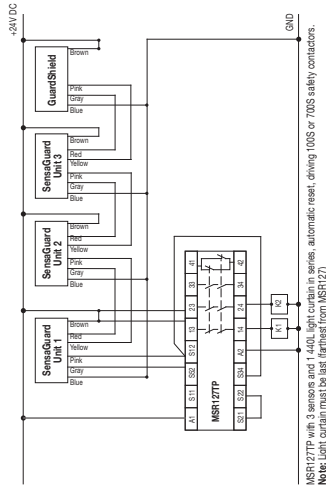 +24V DC
GND
SensaGuard
Unit 1
Brown
Red
Yellow
Pink
Gray
Blue
SensaGuard
Unit 2
Brown
Red
Yellow
Pink
Gray
Blue
SensaGuard
Unit 3
Brown
Red
Yellow
Pink
Gray
Blue
GuardShield
Brown
Pink
Gray
Blue
A1 S11 S52 S12 13 23 33 41
MSR127TP
S21 S22 S34 A2 14 24 34 42
K1 K2
MSR127TP with 3 sensors and 1 440L light curtain in series, automatic reset, driving 100S or 700S safety contactors.
Note: Light curtain must be last (farthest from MSR127)